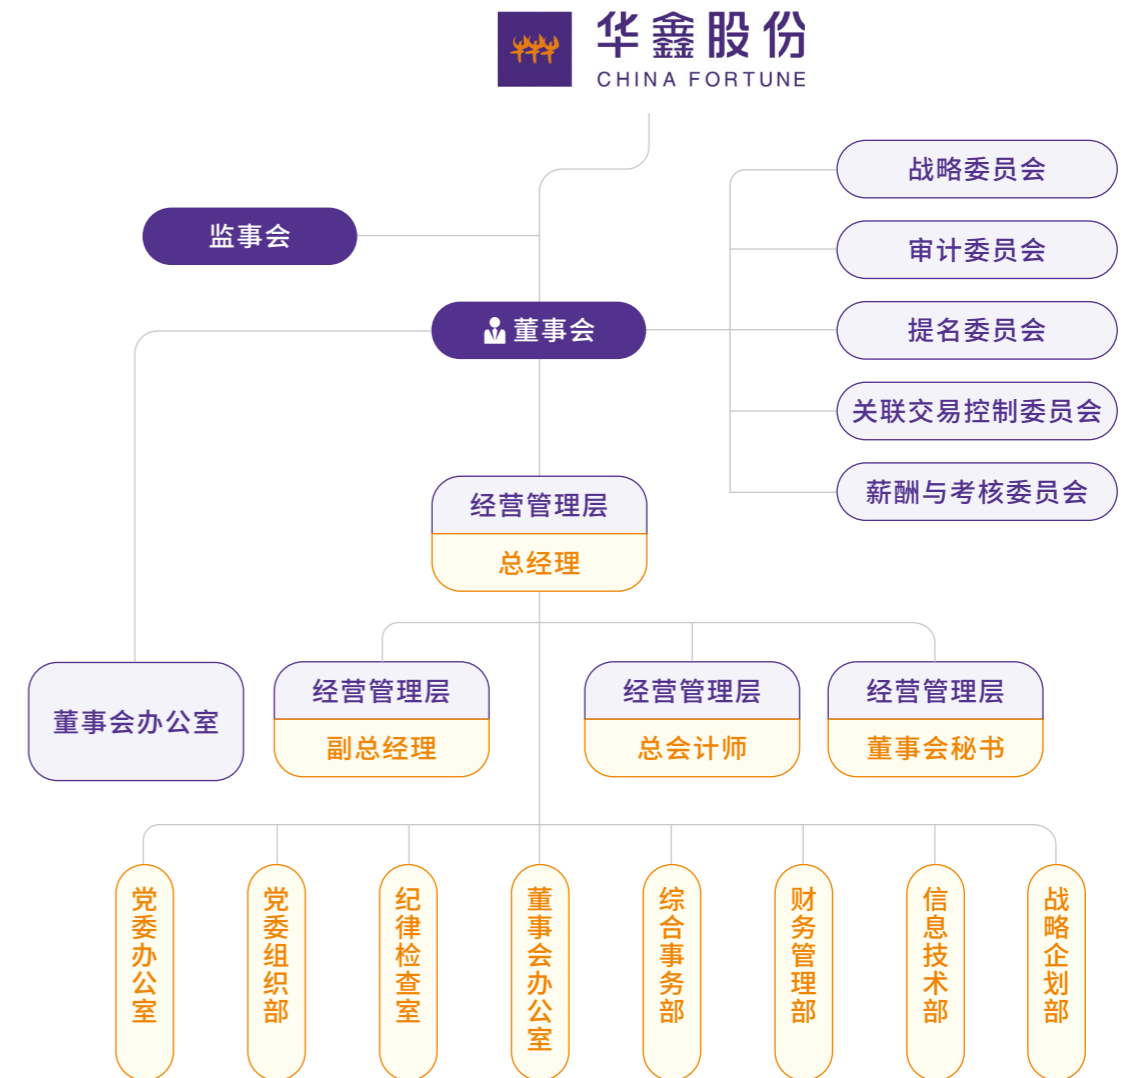 华鑫股份
CHINA FORTUNE
战略委员会
监事会
审计委员会
董事会
提名委员会
关联交易控制委员会
经营管理层
薪酬与考核委员会
总经理
董事会办公室
经营管理层
副总经理
经营管理层
总会计师
经营管理层
董事会秘书
党委办公室
党委组织部
纪律检查室
董事会办公室
综合事务部
财务管理部
信息技术部
战略企划部